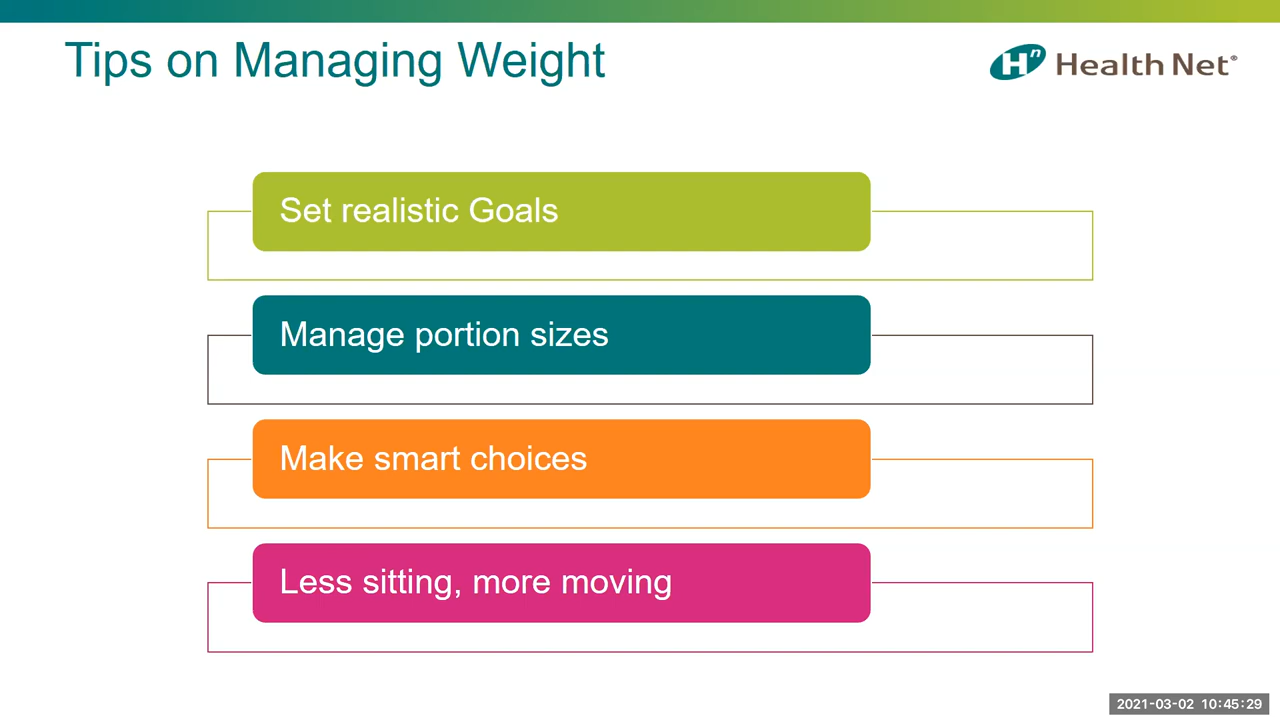 Tips on Managing Weight
Hn Health Net®
Set realistic Goals
Manage portion sizes
Make smart choices
Less sitting, more moving
2021-03-02 10:45:29